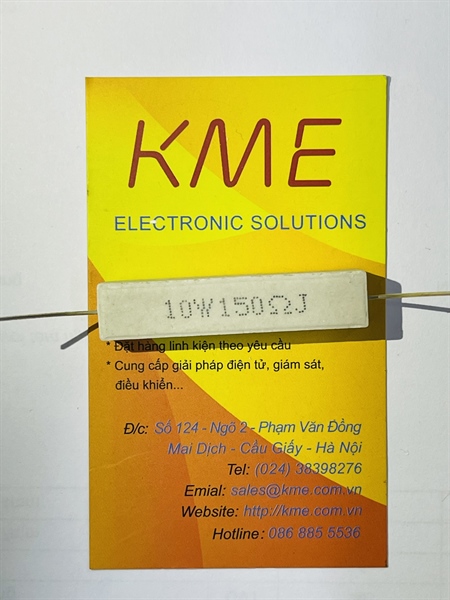 KME
ELECTRONIC SOLUTIONS
10W150ΩJ
* Đặt hàng linh kiện theo yêu cầu
* Cung cấp giải pháp điện tử, giám sát,
điều khiển...
Đ/c: Số 124 - Ngõ 2 - Phạm Văn Đồng
Mai Dịch - Cầu Giấy - Hà Nội
Tel: (024) 38398276
Emial: sales@kme.com.vn
Website: http://kme.com.vn
Hotline: 086 885 5536